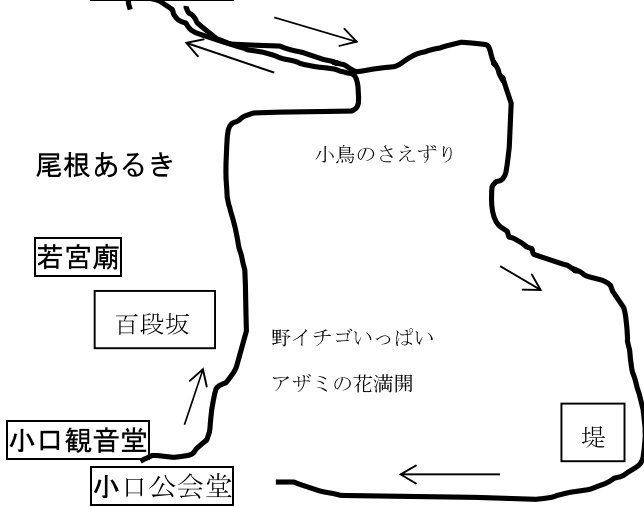 小鳥のさえずり
尾根あるき
若宮廟
百段坂
野イチゴいっぱい
アザミの花満開
小口観音堂
堤
小口公会堂